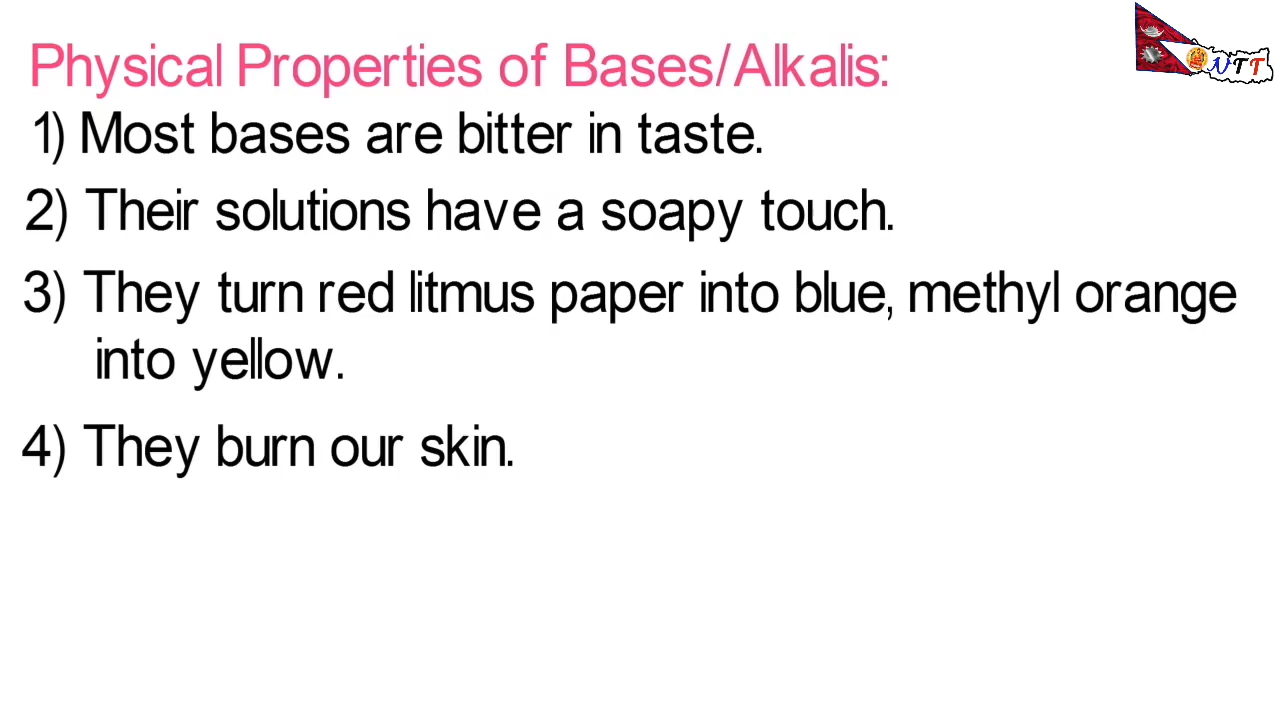 Physical Properties of Bases/Alkalis:
1) Most bases are bitter in taste.
2) Their solutions have a soapy touch.
3) They turn red litmus paper into blue, methyl orange
into yellow.
4) They burn our skin.
NTT